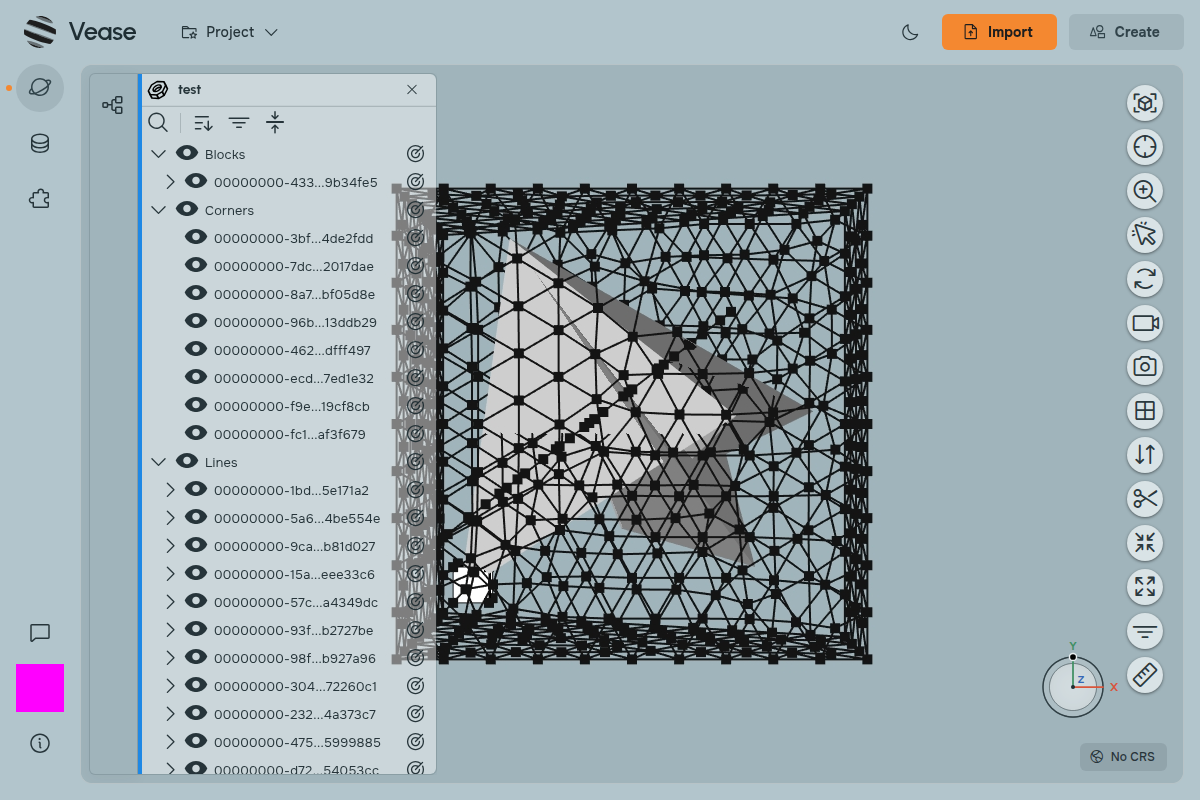 Vease
Project
Import
Create
test
Blocks
00000000-433...9b34fe5
Corners
00000000-3bf...4de2fdd
00000000-7dc...2017dae
00000000-8a7...bf05d8e
00000000-96b...13ddb29
00000000-462...dfff497
00000000-ecd...7ed1e32
00000000-f9e...19cf8cb
00000000-fc1...af3f679
Lines
00000000-1bd...5e171a2
00000000-5a6...4be554e
00000000-9ca...b81d027
00000000-15a...eee33c6
00000000-57c...a4349dc
00000000-93f...b2727be
00000000-98f...b927a96
00000000-304...72260c1
00000000-232...4a373c7
00000000-475...5999885
00000000-d72...54053cc
Y
Z
X
No CRS